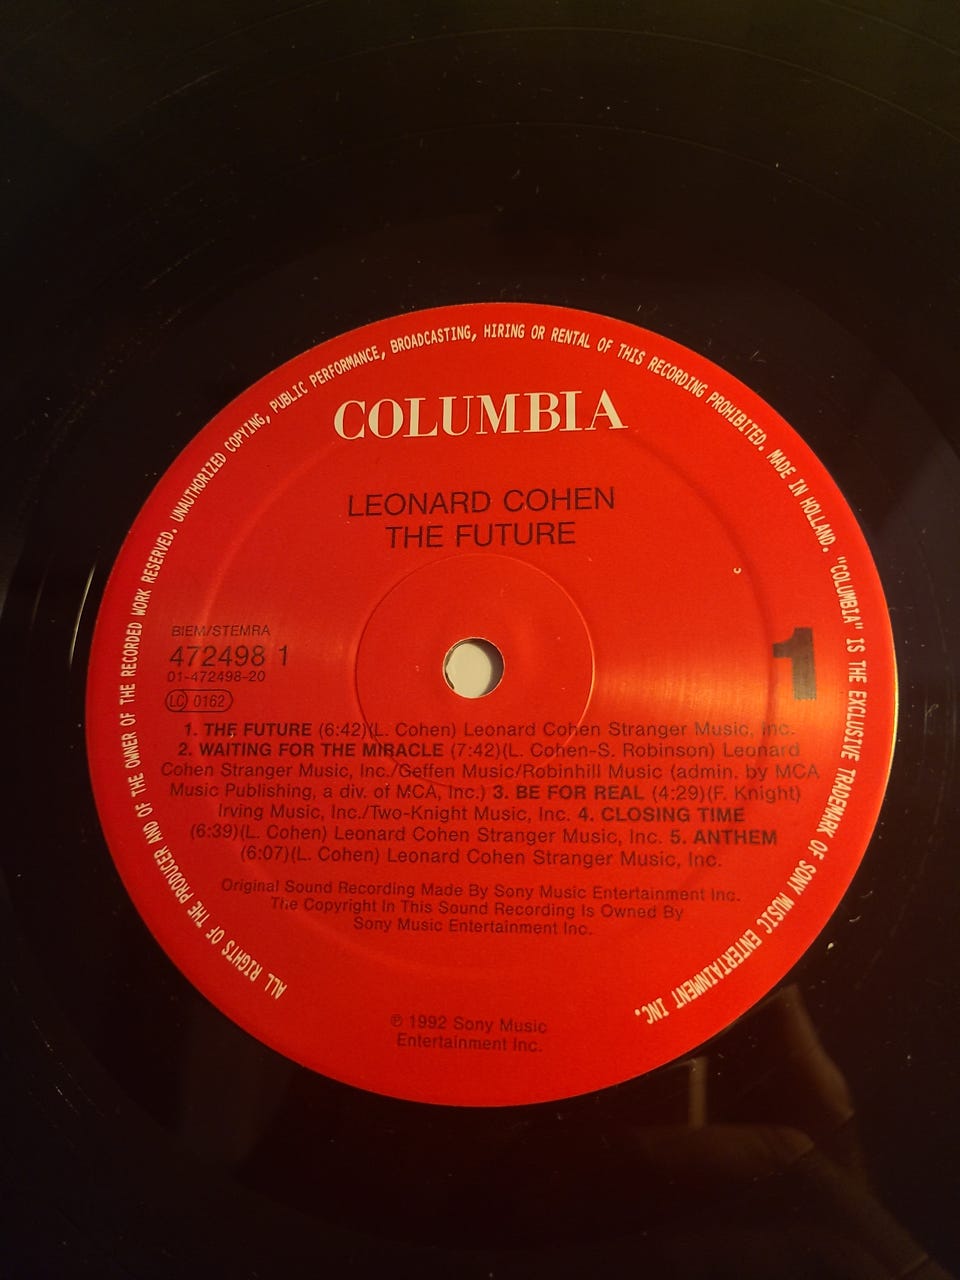 ALL RIGHTS OF THE PRODUCER AND OF THE OWNER OF THE RECORDED WORK RESERVED. UNAUTHORIZED COPYING, PUBLIC PERFORMANCE, BROADCASTING, HIRING OR RENTAL OF THIS RECORDING PROHIBITED. MADE IN HOLLAND. "COLUMBIA" IS THE EXCLUSIVE TRADEMARK OF SONY MUSIC ENTERTAINMENT INC.
COLUMBIA
LEONARD COHEN
THE FUTURE
BIEM/STEMRA
472498 1
01-472498-20
LC 0162
1
1. THE FUTURE (6:42)(L. Cohen) Leonard Cohen Stranger Music, Inc.
2. WAITING FOR THE MIRACLE (7:42)(L. Cohen-S. Robinson) Leonard
Cohen Stranger Music, Inc./Geffen Music/Robinhill Music (admin. by MCA
Music Publishing, a div. of MCA, Inc.) 3. BE FOR REAL (4:29)(F. Knight)
Irving Music, Inc./Two-Knight Music, Inc. 4. CLOSING TIME
(6:39)(L. Cohen) Leonard Cohen Stranger Music, Inc. 5. ANTHEM
(6:07)(L. Cohen) Leonard Cohen Stranger Music, Inc.
Original Sound Recording Made By Sony Music Entertainment Inc.
The Copyright In This Sound Recording Is Owned By
Sony Music Entertainment Inc.
℗ 1992 Sony Music
Entertainment Inc.